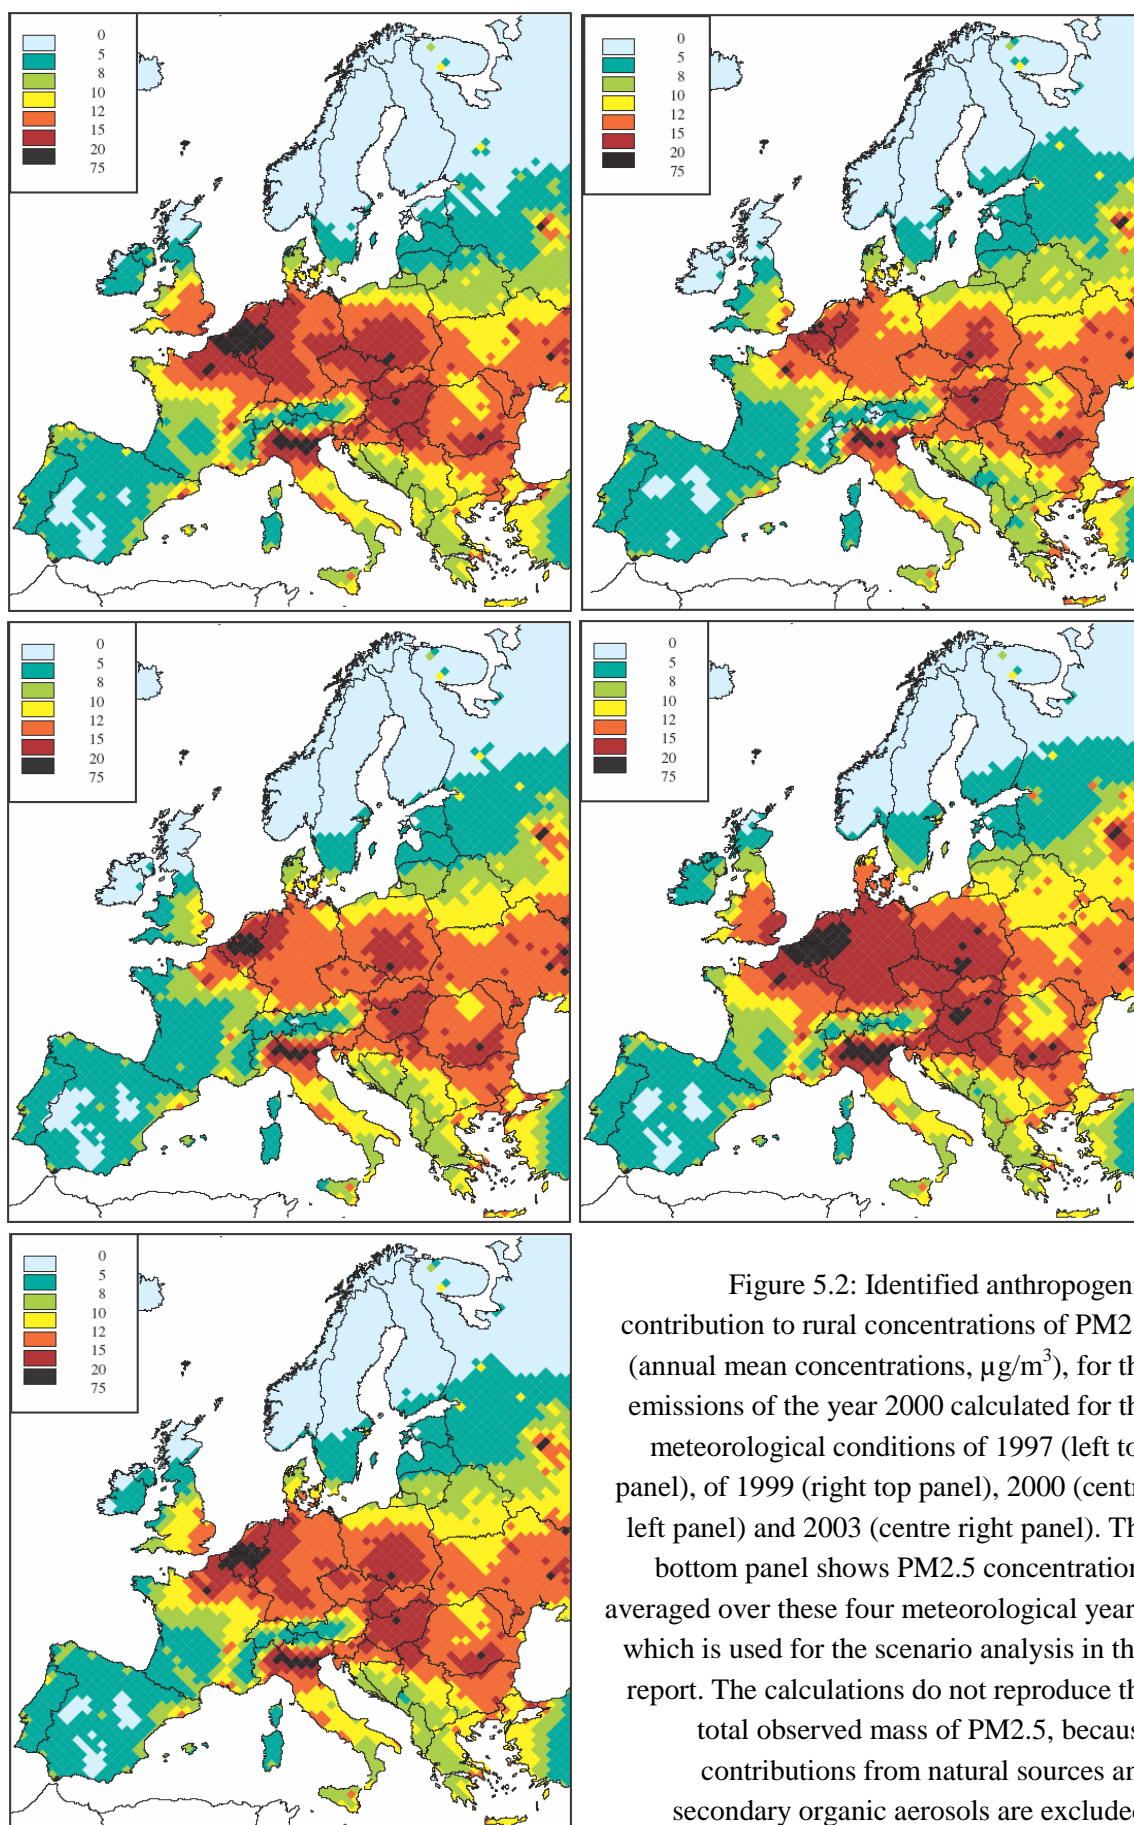 0
5
8
10
12
15
20
75
0
5
8
10
12
15
20
75
0
5
8
10
12
15
20
75
0
5
8
10
12
15
20
75
0
5
8
10
12
15
20
75
Figure 5.2: Identified anthropogeni
contribution to rural concentrations of PM2.
(annual mean concentrations, µg/m³), for th
emissions of the year 2000 calculated for th
meteorological conditions of 1997 (left to
panel), of 1999 (right top panel), 2000 (centr
left panel) and 2003 (centre right panel). Th
bottom panel shows PM2.5 concentration
averaged over these four meteorological year
which is used for the scenario analysis in th
report. The calculations do not reproduce th
total observed mass of PM2.5, becaus
contributions from natural sources an
secondary organic aerosols are excluded